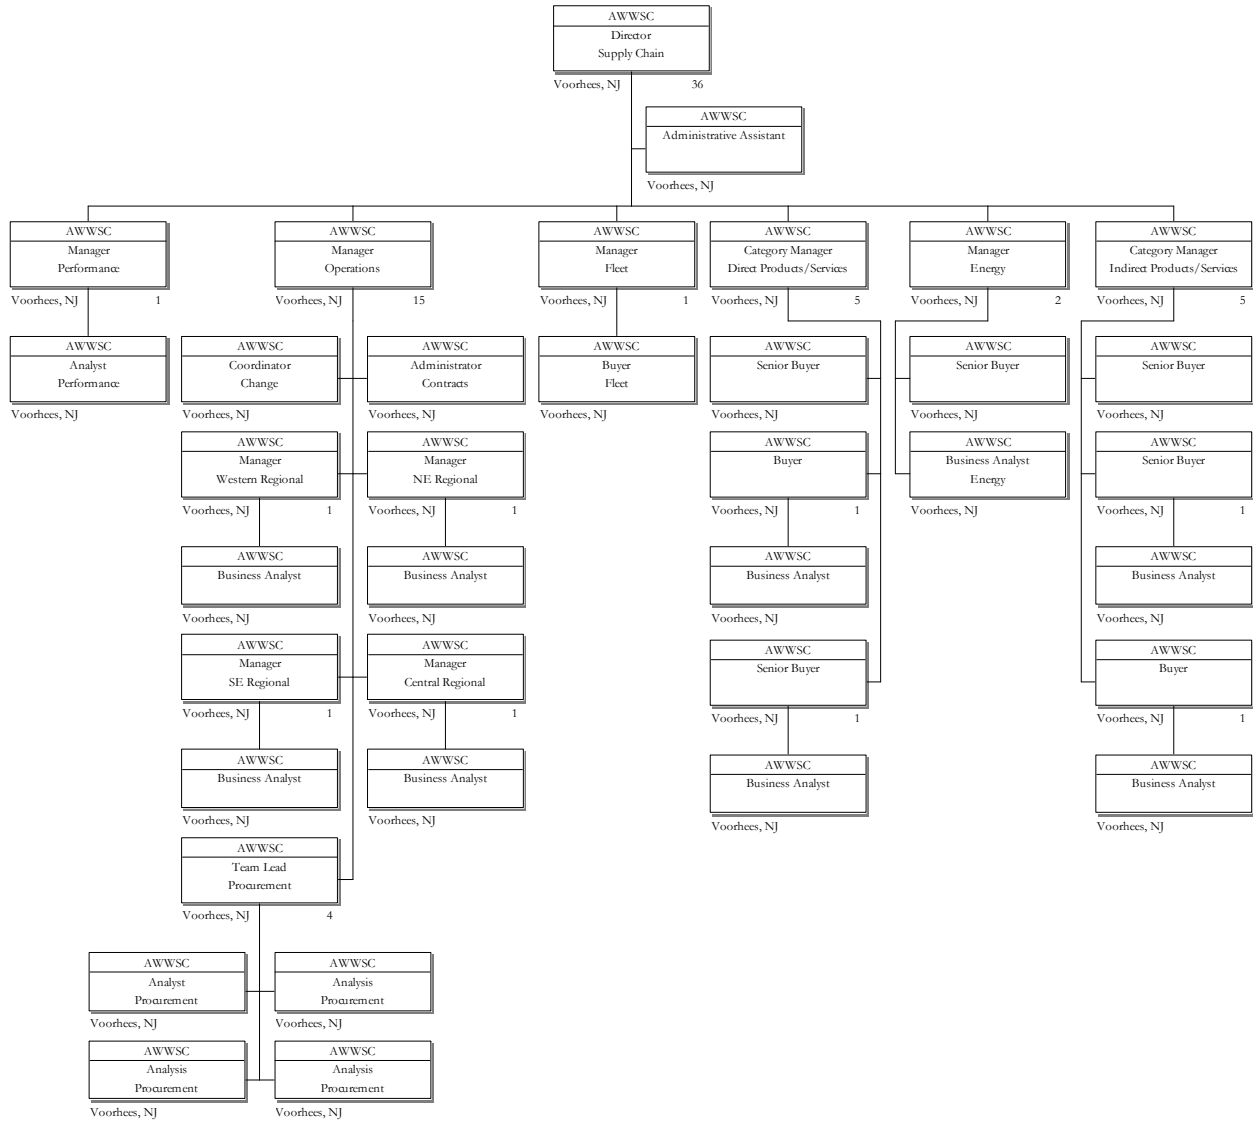 AWWSC
Director
Supply Chain
Voorhees, NJ 36
AWWSC
Administrative Assistant
Voorhees, NJ
AWWSC
Manager
Performance
Voorhees, NJ 1
AWWSC
Manager
Operations
Voorhees, NJ 15
AWWSC
Manager
Fleet
Voorhees, NJ 1
AWWSC
Category Manager
Direct Products/Services
Voorhees, NJ 5
AWWSC
Manager
Energy
Voorhees, NJ 2
AWWSC
Category Manager
Indirect Products/Services
Voorhees, NJ 5
AWWSC
Analyst
Performance
Voorhees, NJ
AWWSC
Coordinator
Change
Voorhees, NJ
AWWSC
Administrator
Contracts
Voorhees, NJ
AWWSC
Buyer
Fleet
Voorhees, NJ
AWWSC
Senior Buyer
Voorhees, NJ
AWWSC
Senior Buyer
Voorhees, NJ
AWWSC
Senior Buyer
Voorhees, NJ
AWWSC
Manager
Western Regional
Voorhees, NJ 1
AWWSC
Manager
NE Regional
Voorhees, NJ 1
AWWSC
Buyer
Voorhees, NJ 1
AWWSC
Business Analyst
Energy
Voorhees, NJ
AWWSC
Senior Buyer
Voorhees, NJ 1
AWWSC
Business Analyst
Voorhees, NJ
AWWSC
Business Analyst
Voorhees, NJ
AWWSC
Business Analyst
Voorhees, NJ
AWWSC
Business Analyst
Voorhees, NJ
AWWSC
Manager
SE Regional
Voorhees, NJ 1
AWWSC
Manager
Central Regional
Voorhees, NJ 1
AWWSC
Senior Buyer
Voorhees, NJ 1
AWWSC
Buyer
Voorhees, NJ 1
AWWSC
Business Analyst
Voorhees, NJ
AWWSC
Business Analyst
Voorhees, NJ
AWWSC
Business Analyst
Voorhees, NJ
AWWSC
Business Analyst
Voorhees, NJ
AWWSC
Team Lead
Procurement
Voorhees, NJ 4
AWWSC
Analyst
Procurement
Voorhees, NJ
AWWSC
Analysis
Procurement
Voorhees, NJ
AWWSC
Analysis
Procurement
Voorhees, NJ
AWWSC
Analysis
Procurement
Voorhees, NJ